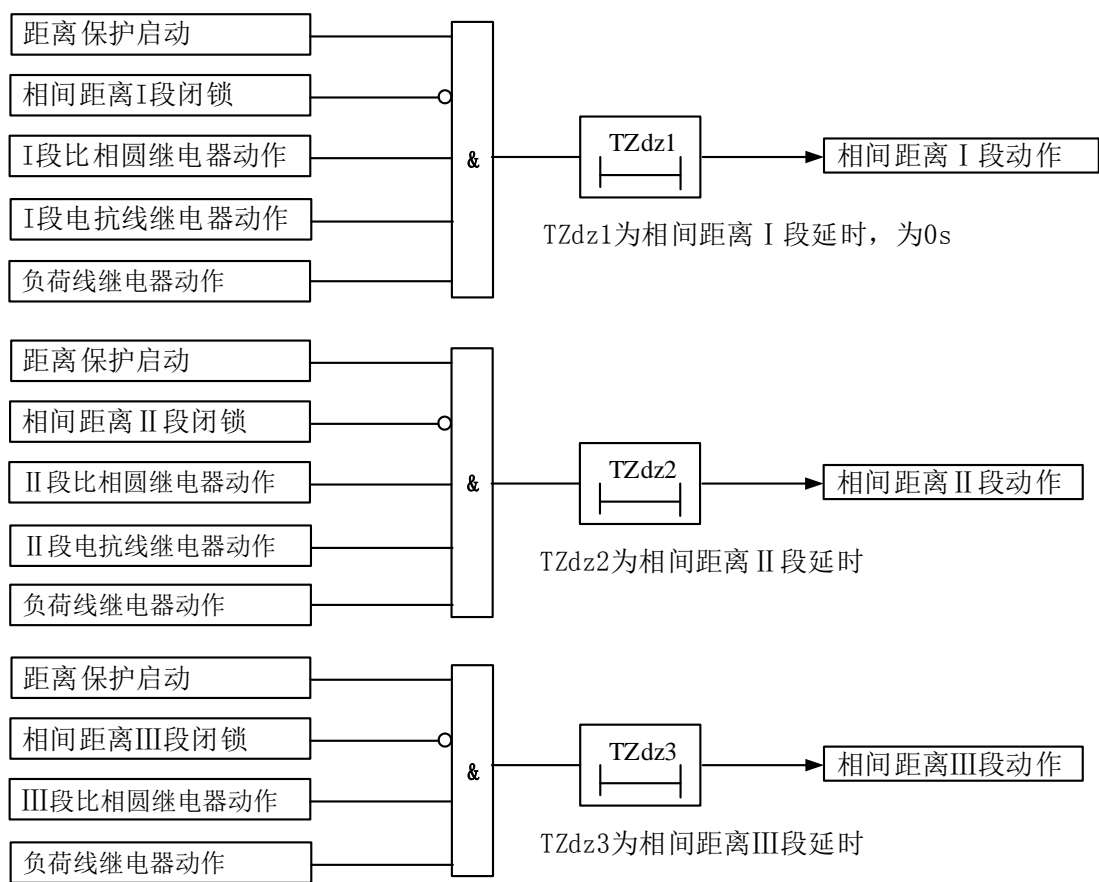 距离保护启动
相间距离I段闭锁
I段比相圆继电器动作
I段电抗线继电器动作
负荷线继电器动作
&
TZdz1
相间距离Ⅰ段动作
TZdz1为相间距离Ⅰ段延时，为0s
距离保护启动
相间距离Ⅱ段闭锁
Ⅱ段比相圆继电器动作
Ⅱ段电抗线继电器动作
负荷线继电器动作
&
TZdz2
相间距离Ⅱ段动作
TZdz2为相间距离Ⅱ段延时
距离保护启动
相间距离Ⅲ段闭锁
Ⅲ段比相圆继电器动作
负荷线继电器动作
&
TZdz3
相间距离Ⅲ段动作
TZdz3为相间距离Ⅲ段延时